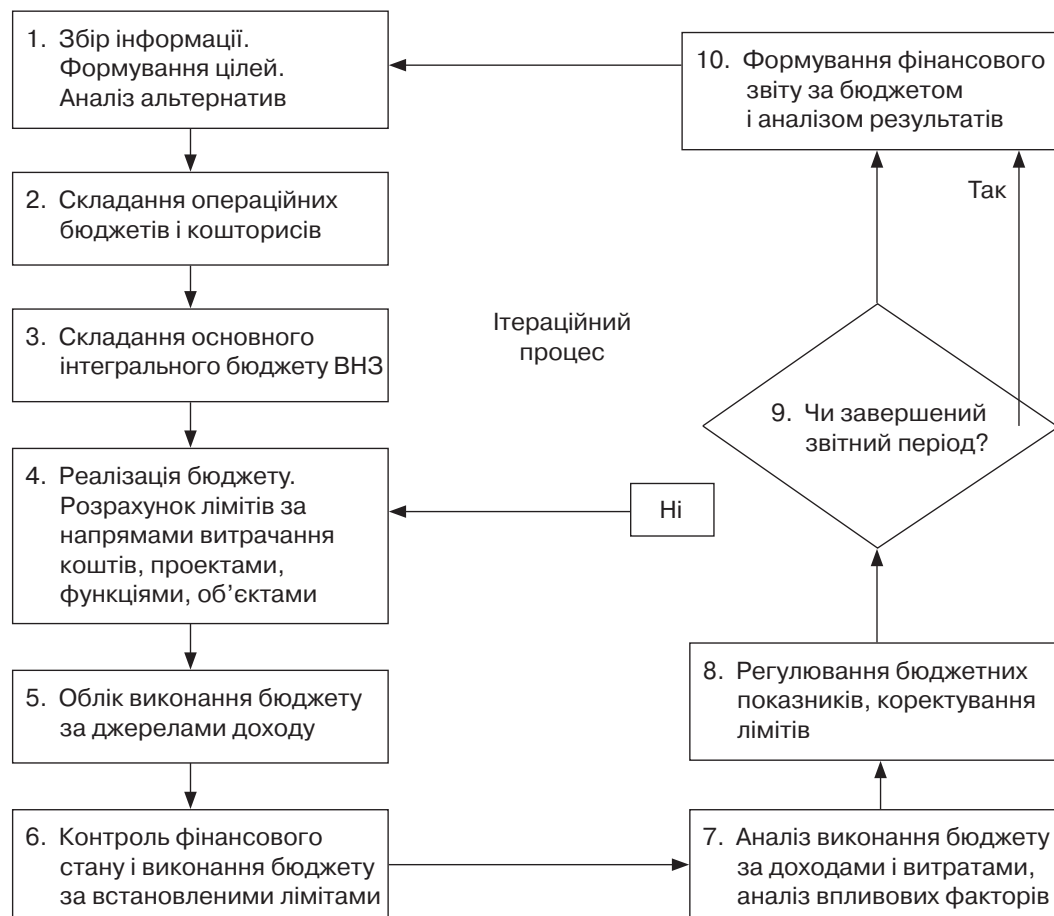 1. Збір інформації.
Формування цілей.
Аналіз альтернатив
2. Складання операційних
бюджетів і кошторисів
3. Складання основного
інтегрального бюджету ВНЗ
4. Реалізація бюджету.
Розрахунок лімітів за
напрямами витрачання
коштів, проектами,
функціями, об’єктами
5. Облік виконання бюджету
за джерелами доходу
6. Контроль фінансового
стану і виконання бюджету
за встановленими лімітами
Ітераційний
процес
Ні
7. Аналіз виконання бюджету
за доходами і витратами,
аналіз впливових факторів
8. Регулювання бюджетних
показників, коректування
лімітів
9. Чи завершений
звітний період?
Так
10. Формування фінансового
звіту за бюджетом
і аналізом результатів